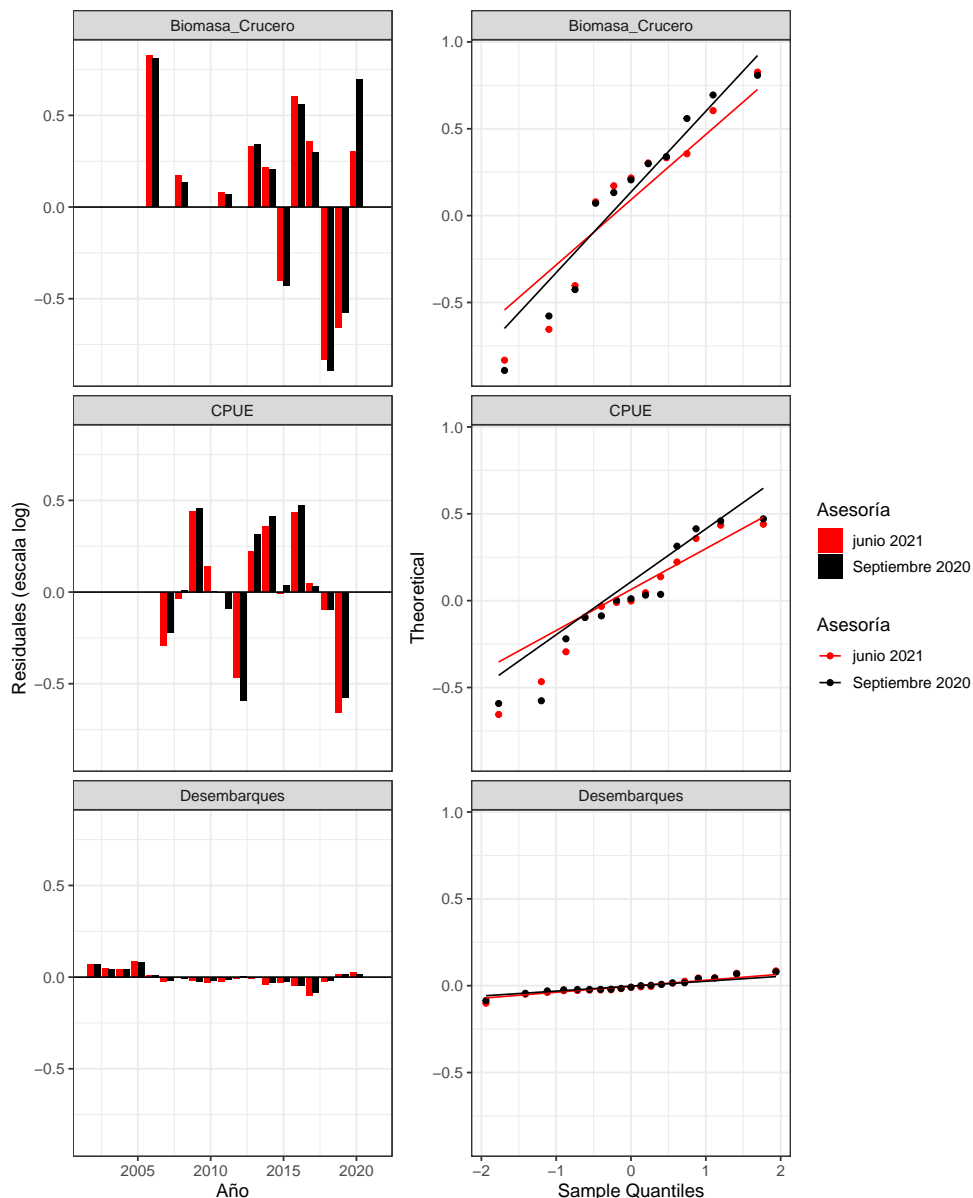 Biomasa_Crucero
Biomasa_Crucero
0.5
0.0
−0.5
1.0
0.5
0.0
−0.5
CPUE
CPUE
0.5
0.0
−0.5
1.0
0.5
0.0
−0.5
Desembarques
Desembarques
0.5
0.0
−0.5
1.0
0.5
0.0
−0.5
2005 2010 2015 2020
−2 −1 0 1 2
Residuales (escala log)
Theoretical
Año
Sample Quantiles
Asesoría
junio 2021
Septiembre 2020
Asesoría
junio 2021
Septiembre 2020